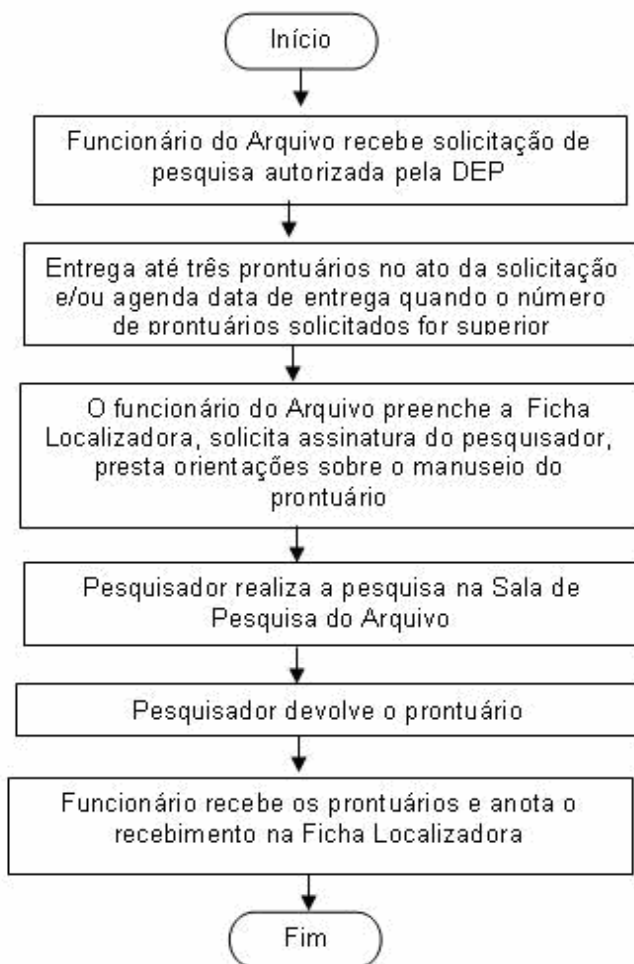 Início
Funcionário do Arquivo recebe solicitação de
pesquisa autorizada pela DEP
Entrega até três prontuários no ato da solicitação
e/ou agenda data de entrega quando o número
de prontuários solicitados for superior
O funcionário do Arquivo preenche a Ficha
Localizadora, solicita assinatura do pesquisador,
presta orientações sobre o manuseio do
prontuário
Pesquisador realiza a pesquisa na Sala de
Pesquisa do Arquivo
Pesquisador devolve o prontuário
Funcionário recebe os prontuários e anota o
recebimento na Ficha Localizadora
Fim